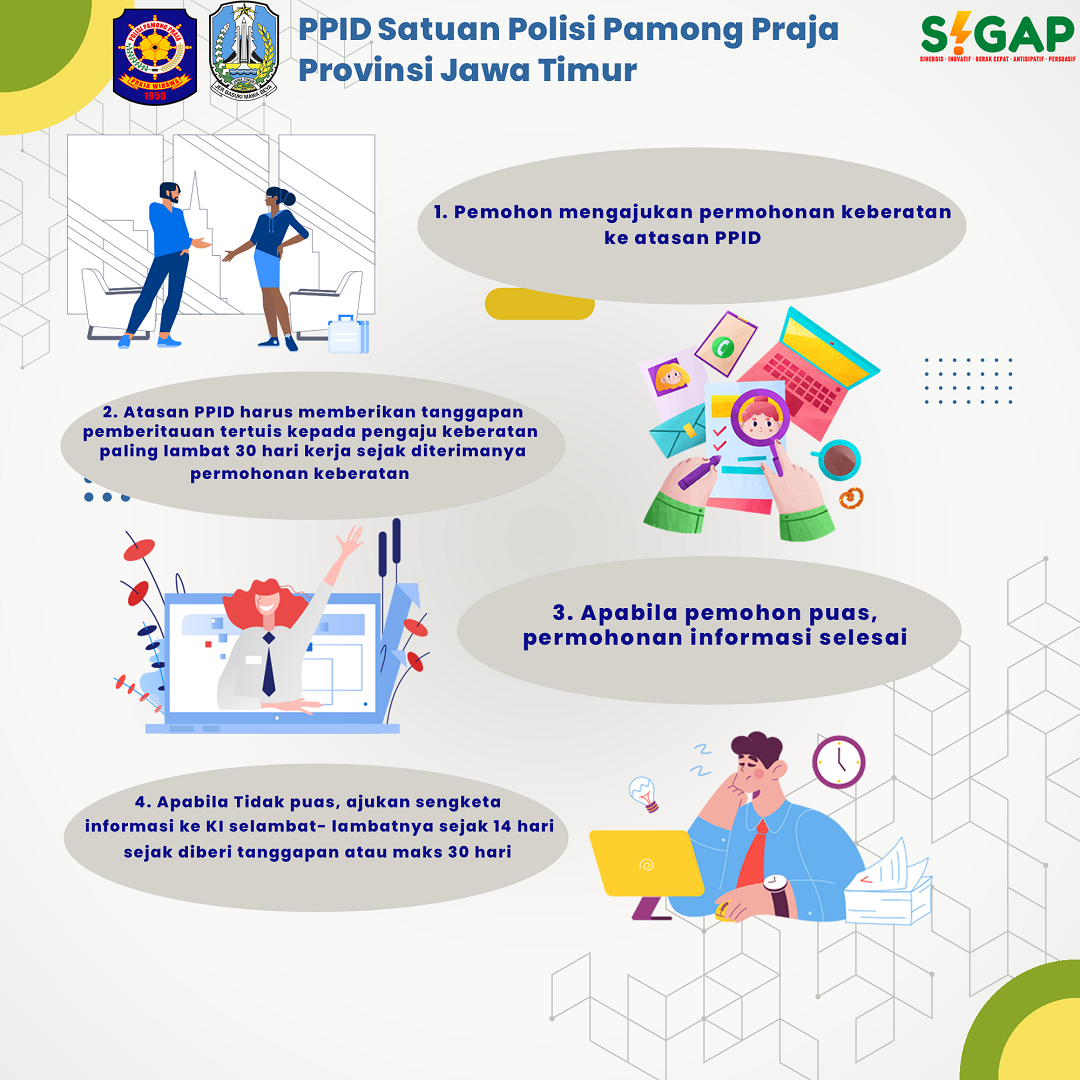 PPID Satuan Polisi Pamong Praja
Provinsi Jawa Timur
POLISI PAMONG PRAJA
PRAJA WIBAWA
1950
JER BASUKI MAWA BEYA
SIGAP
SINERGIS - INOVATIF - GERAK CEPAT - ANTISIPATIF - PERSUASIF
1. Pemohon mengajukan permohonan keberatan
ke atasan PPID
2. Atasan PPID harus memberikan tanggapan
pemberitauan tertuis kepada pengaju keberatan
paling lambat 30 hari kerja sejak diterimanya
permohonan keberatan
3. Apabila pemohon puas,
permohonan informasi selesai
4. Apabila Tidak puas, ajukan sengketa
informasi ke KI selambat- lambatnya sejak 14 hari
sejak diberi tanggapan atau maks 30 hari